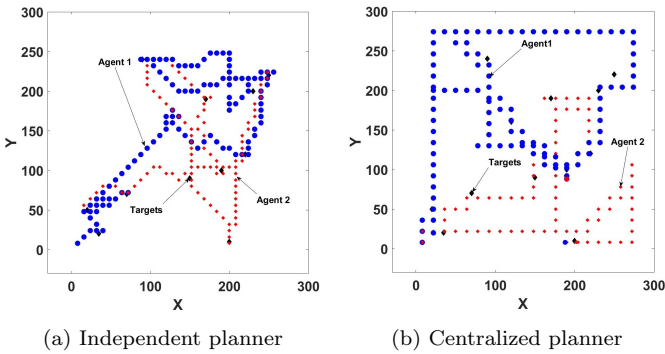 300
250
200
150
100
50
0
Y
Agent 1
Targets
Agent 2
0 100 200 300
X
(a) Independent planner
300
250
200
150
100
50
0
Y
Agent1
Agent 2
Targets
0 100 200 300
X
(b) Centralized planner